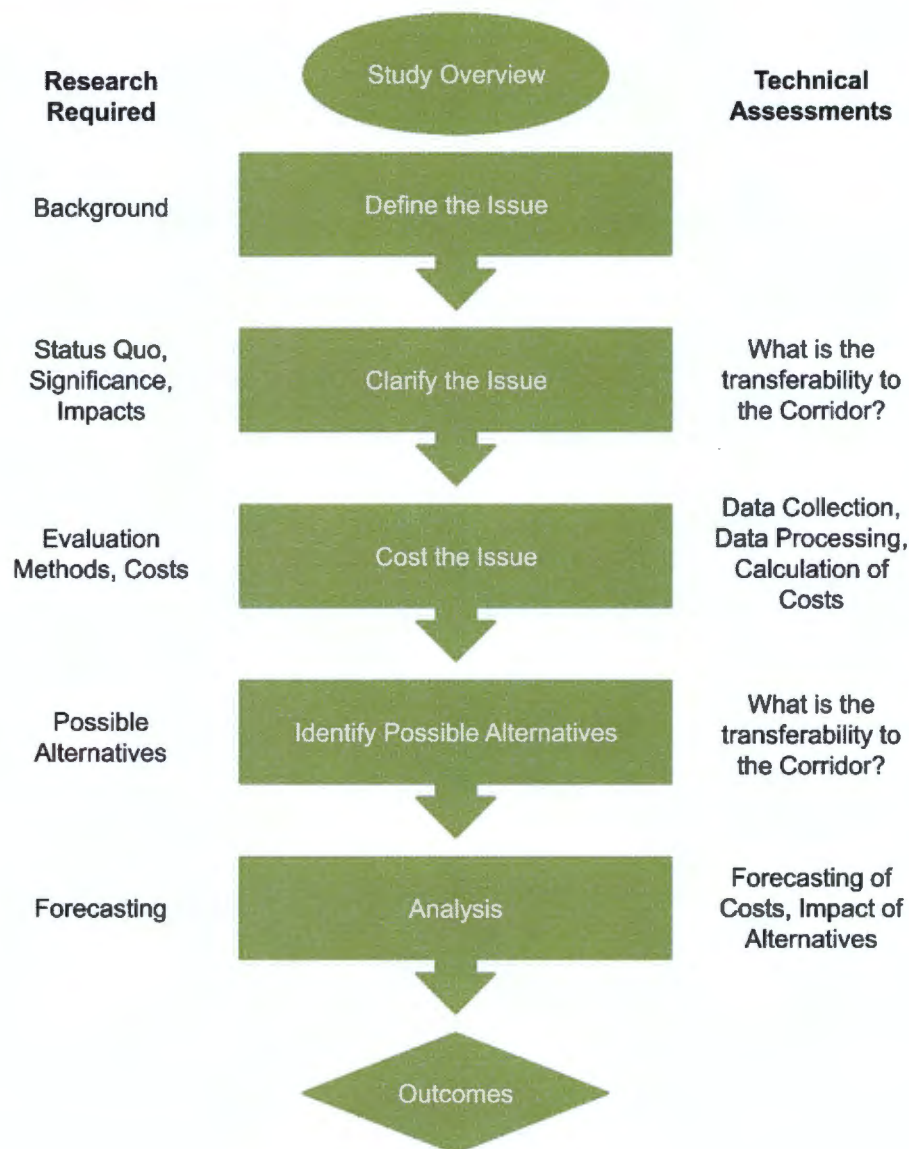 Study Overview
Research
Required
Technical
Assessments
Background
Define the Issue
Status Quo,
Significance,
Impacts
Clarify the Issue
What is the
transferability to
the Corridor?
Evaluation
Methods, Costs
Cost the Issue
Data Collection,
Data Processing,
Calculation of
Costs
Possible
Alternatives
Identify Possible Alternatives
What is the
transferability to
the Corridor?
Forecasting
Analysis
Forecasting of
Costs, Impact of
Alternatives
Outcomes